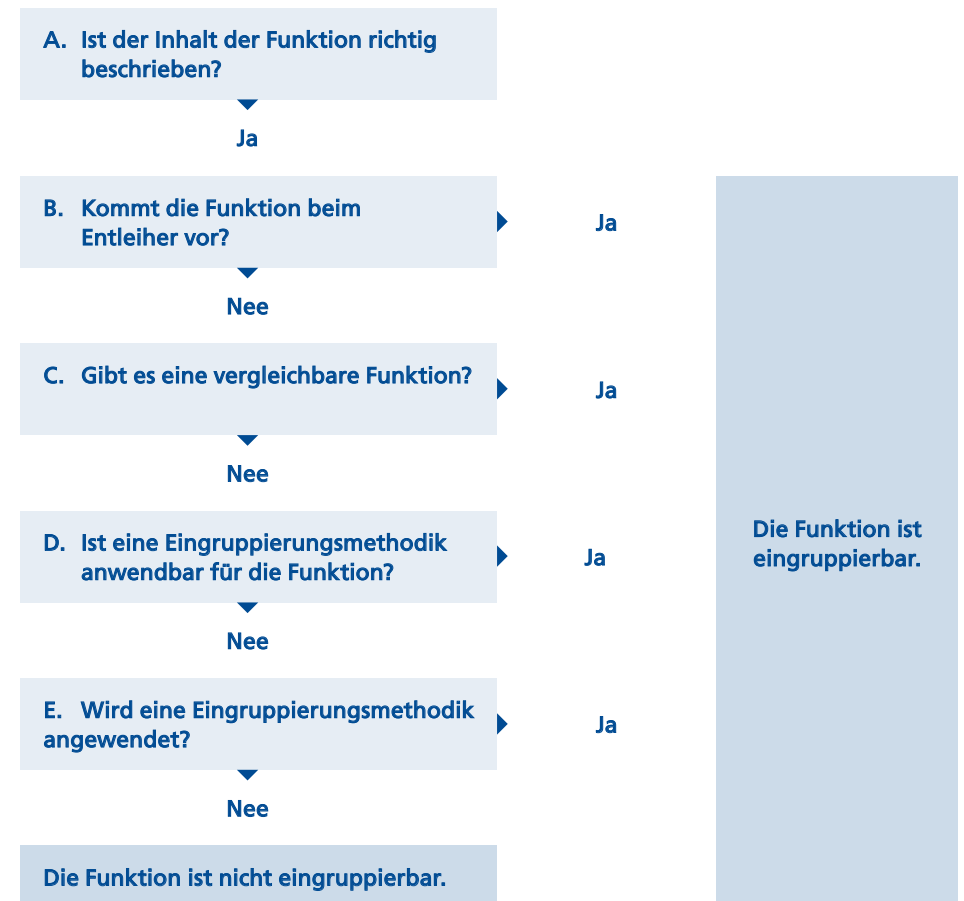 A. Ist der Inhalt der Funktion richtig
beschrieben?
Ja
B. Kommt die Funktion beim
Entleiher vor?
Ja
Nee
C. Gibt es eine vergleichbare Funktion?
Ja
Nee
D. Ist eine Eingruppierungsmethodik
anwendbar für die Funktion?
Ja
Nee
E. Wird eine Eingruppierungsmethodik
angewendet?
Ja
Nee
Die Funktion ist nicht eingruppierbar.
Die Funktion ist
eingruppierbar.